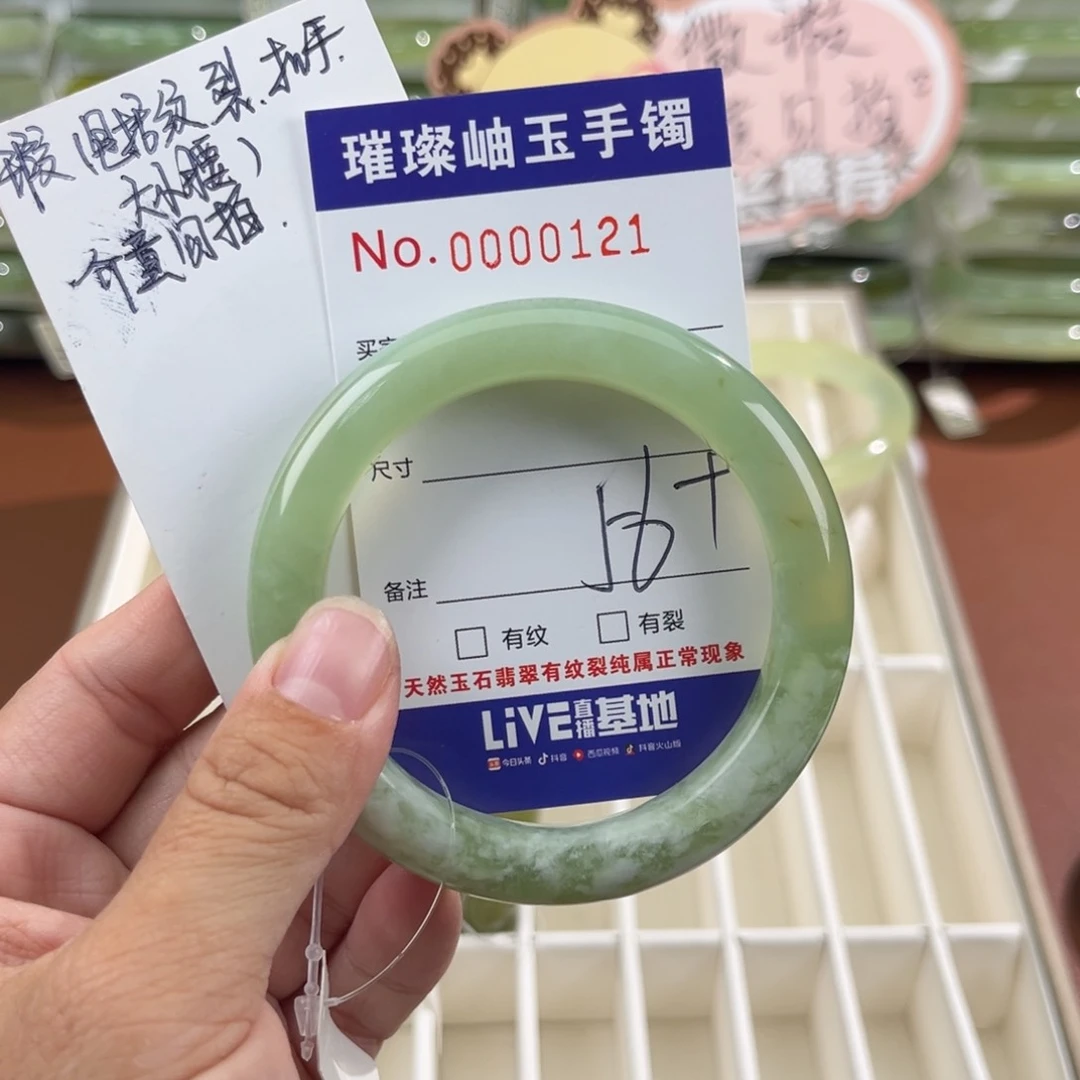 瑕（包括纹裂.扣手.
大小腰）
介意勿拍.
璀璨岫玉手镯
No.0000121
尺寸
56+
备注
有纹
有裂
天然玉石翡翠有纹裂纯属正常现象
LiVE直播基地
今日头条 抖音 西瓜视频 抖音火山版
推荐